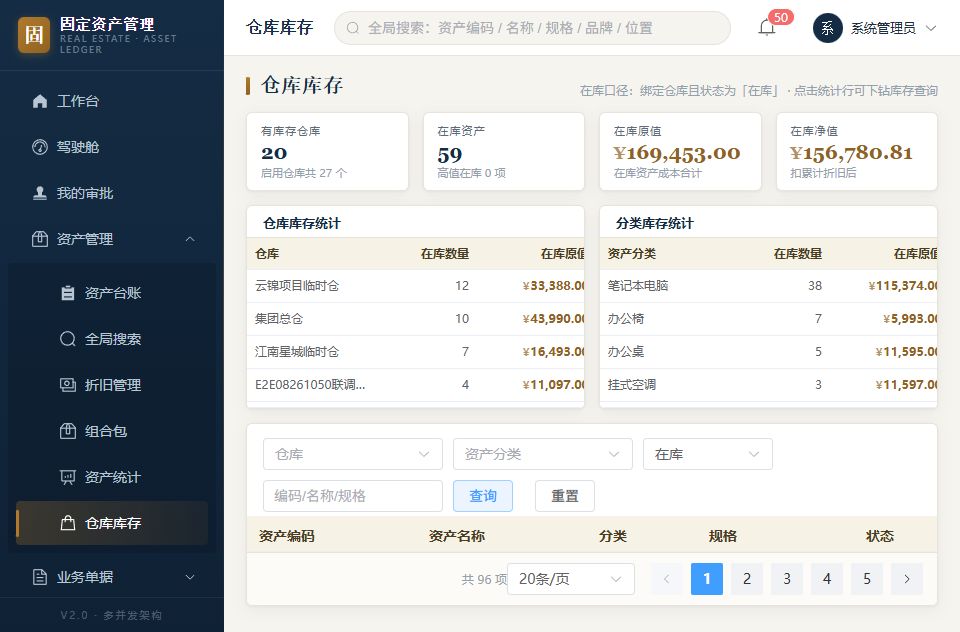 固
固定资产管理
REAL ESTATE · ASSET
LEDGER
工作台
驾驶舱
我的审批
资产管理
资产台账
全局搜索
折旧管理
组合包
资产统计
仓库库存
业务单据
V2.0 · 多并发架构
仓库库存
全局搜索：资产编码 / 名称 / 规格 / 品牌 / 位置
50
系
系统管理员
仓库库存
在库口径：绑定仓库且状态为「在库」 · 点击统计行可下钻库存查询
有库存仓库
20
启用仓库共 27 个
在库资产
59
高值在库 0 项
在库原值
¥169,453.00
在库资产成本合计
在库净值
¥156,780.81
扣累计折旧后
仓库库存统计
仓库 在库数量 在库原值
云锦项目临时仓 12 ¥33,388.00
集团总仓 10 ¥43,990.00
江南星城临时仓 7 ¥16,493.00
E2E08261050联调... 4 ¥11,097.00
分类库存统计
资产分类 在库数量 在库原值
笔记本电脑 38 ¥115,374.00
办公椅 7 ¥5,993.00
办公桌 5 ¥11,595.00
挂式空调 3 ¥11,597.00
仓库 资产分类 在库
编码/名称/规格 查询 重置
资产编码 资产名称 分类 规格 状态
共 96 项 20条/页 1 2 3 4 5